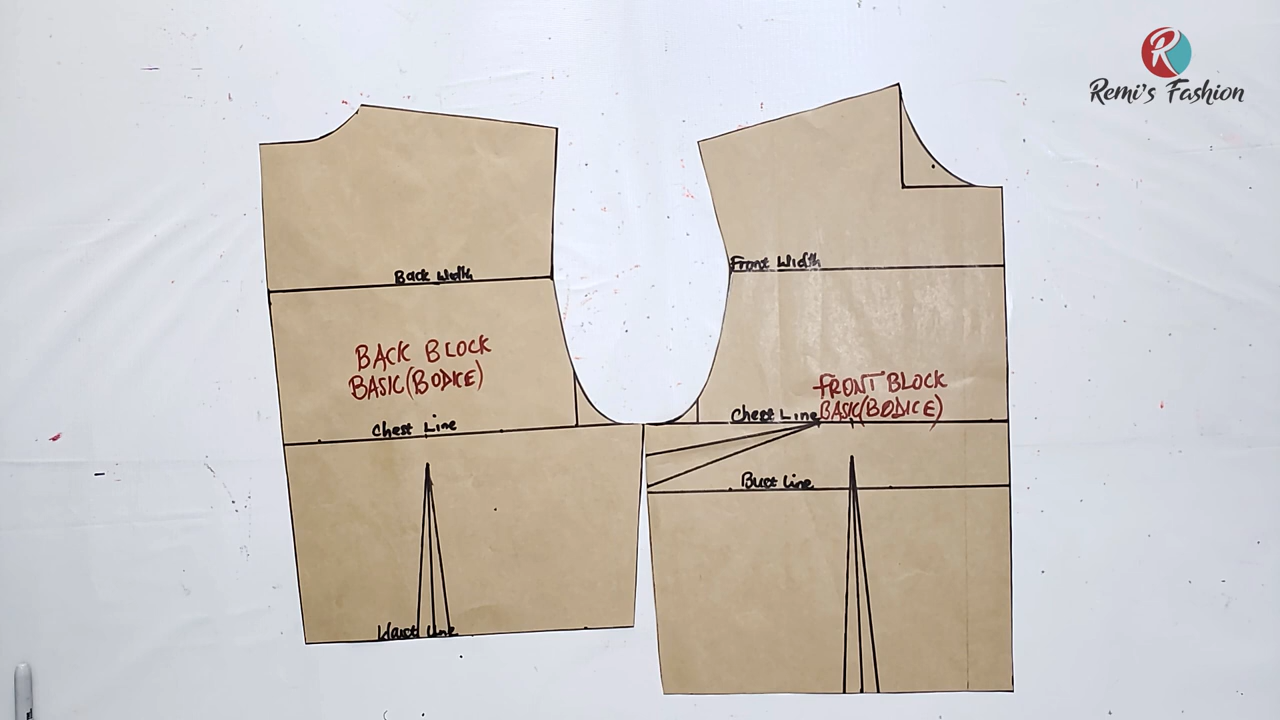 R
Remi's Fashion
Back Width
BACK BLOCK
BASIC(BODICE)
Chest Line
Waist Line
Front Width
FRONT BLOCK
Chest Line
BASIC(BODICE)
Bust Line